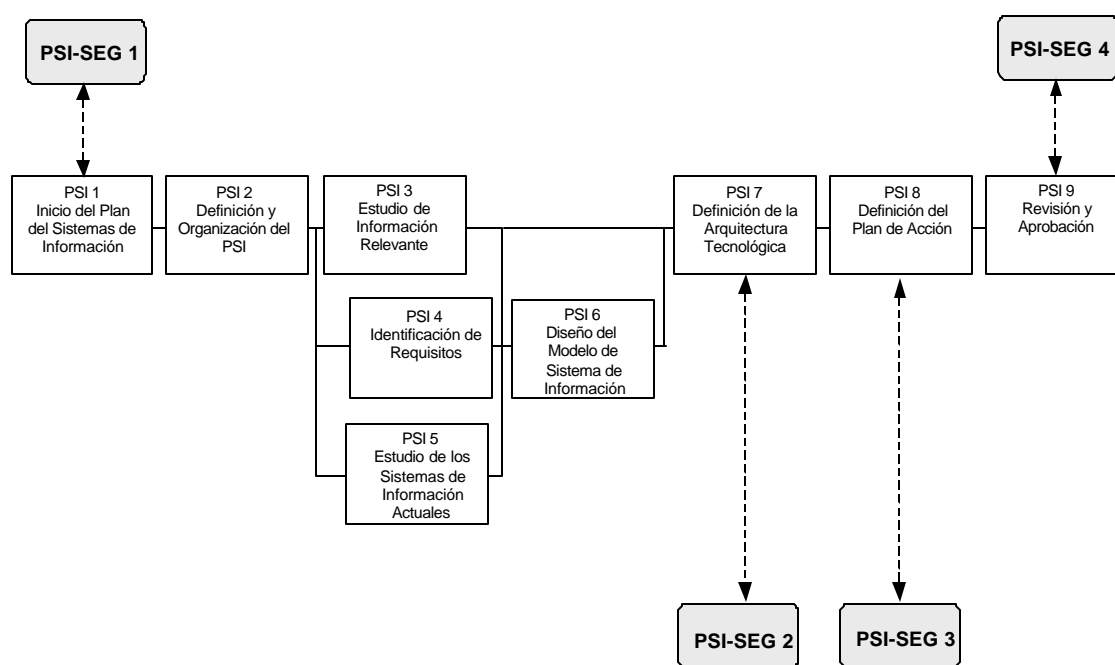 PSI-SEG 1
PSI-SEG 4
PSI 1
Inicio del Plan
del Sistemas de
Información
PSI 2
Definición y
Organización del
PSI
PSI 3
Estudio de
Información
Relevante
PSI 4
Identificación de
Requisitos
PSI 5
Estudio de los
Sistemas de
Información
Actuales
PSI 6
Diseño del
Modelo de
Sistema de
Información
PSI 7
Definición de la
Arquitectura
Tecnológica
PSI 8
Definición del
Plan de Acción
PSI 9
Revisión y
Aprobación
PSI-SEG 2
PSI-SEG 3